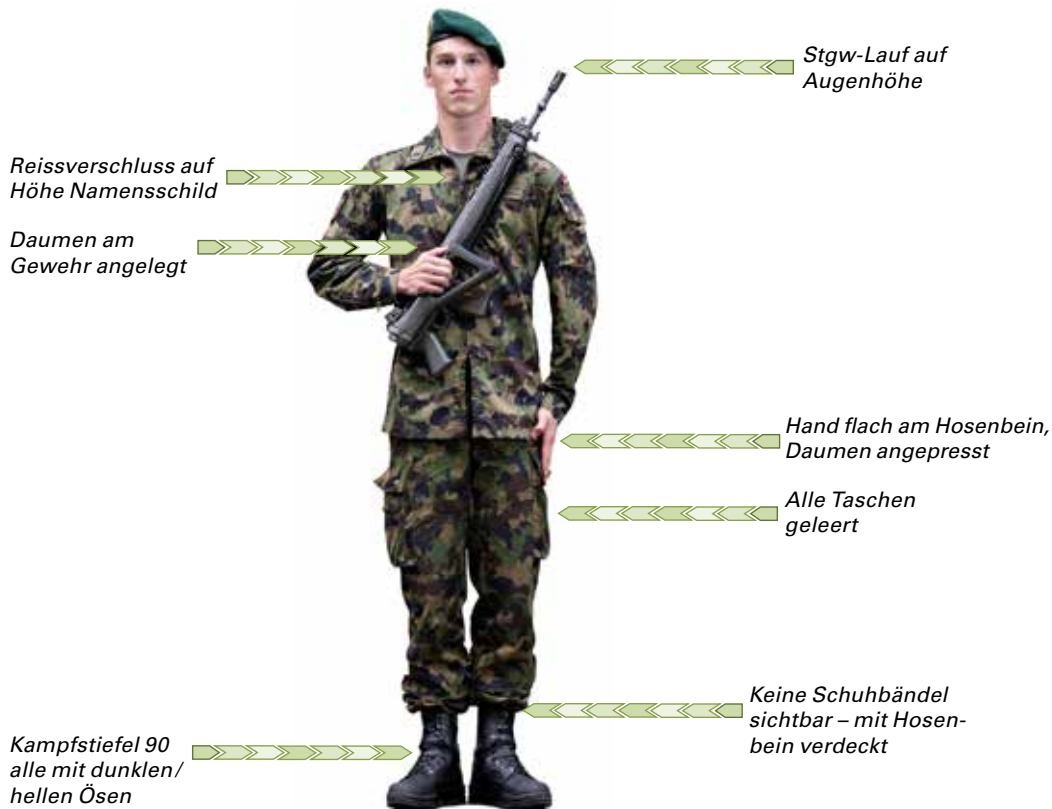 Stgw-Lauf auf
Augenhöhe
Reissverschluss auf
Höhe Namensschild
Daumen am
Gewehr angelegt
Hand flach am Hosenbein,
Daumen angepresst
Alle Taschen
geleert
Keine Schuhbändel
sichtbar – mit Hosen-
bein verdeckt
Kampfstiefel 90
alle mit dunklen/
hellen Ösen